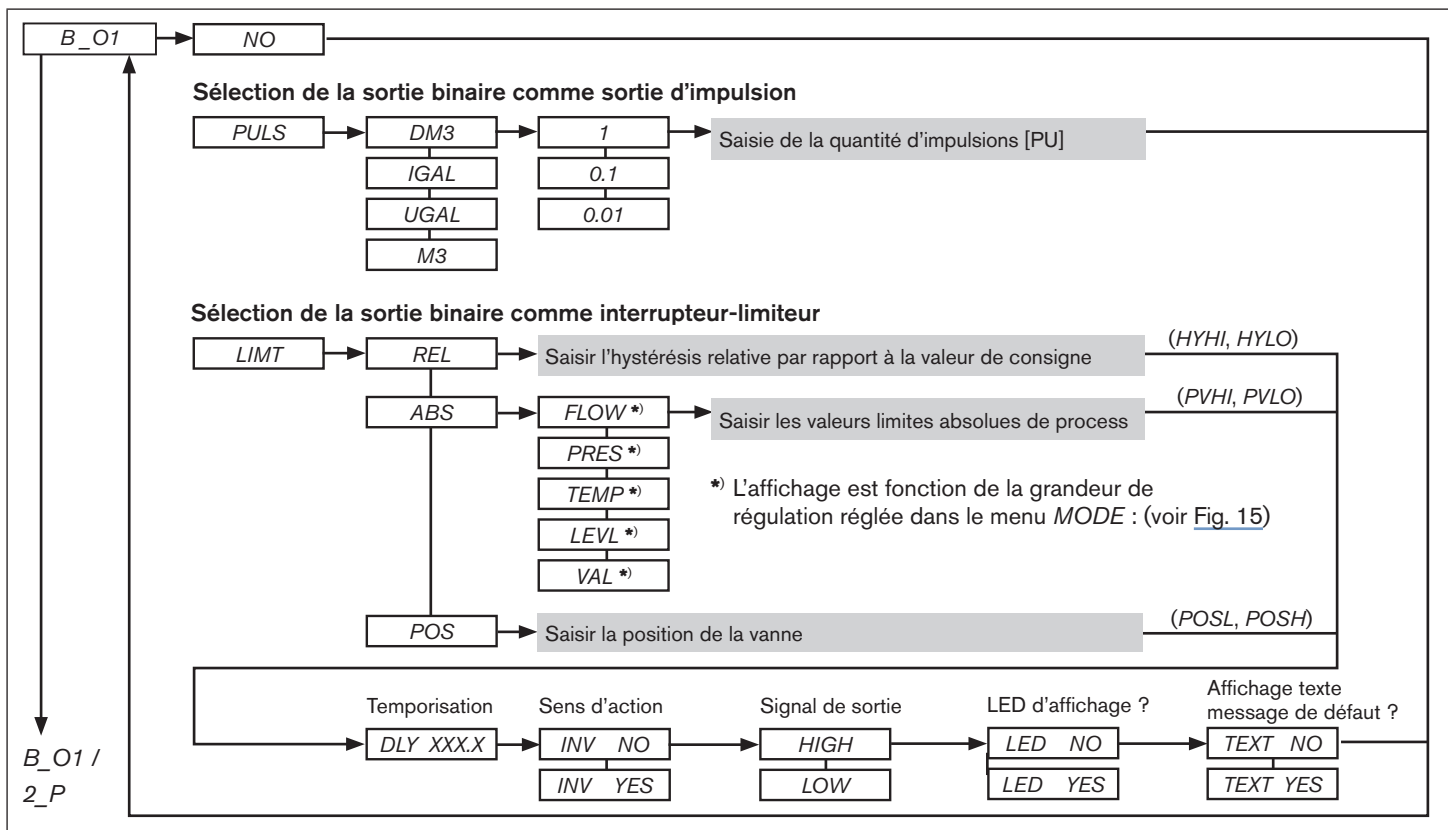 B_O1 NO
Sélection de la sortie binaire comme sortie d'impulsion
PULS DM3 1 Saisie de la quantité d'impulsions [PU]
IGAL 0.1
UGAL 0.01
M3
Sélection de la sortie binaire comme interrupteur-limiteur
LIMT REL Saisir l'hystérésis relative par rapport à la valeur de consigne (HYHI, HYLO)
ABS FLOW *) Saisir les valeurs limites absolues de process (PVHI, PVLO)
PRES *)
TEMP *)
LEVL *)
VAL *)
*) L'affichage est fonction de la grandeur de
régulation réglée dans le menu MODE : (voir Fig. 15)
POS Saisir la position de la vanne (POSL, POSH)
Temporisation Sens d'action Signal de sortie LED d'affichage ? Affichage texte
message de défaut ?
DLY XXX.X INV NO HIGH LED NO TEXT NO
INV YES LOW LED YES TEXT YES
B_O1 /
2_P